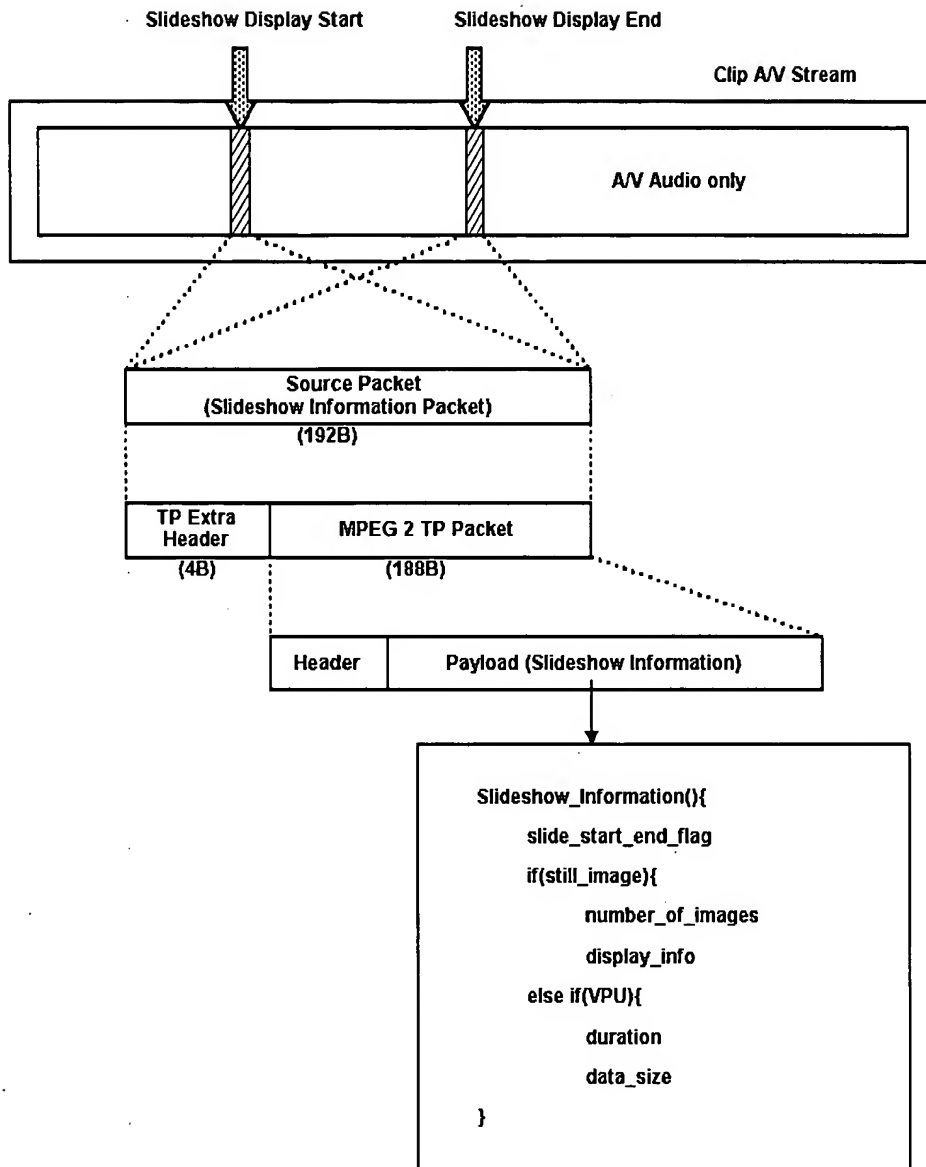 Slideshow Display Start
Slideshow Display End
Clip A/V Stream
A/V Audio only
Source Packet
(Slideshow Information Packet)
(192B)
TP Extra
Header
MPEG 2 TP Packet
(4B)
(188B)
Header
Payload (Slideshow Information)
Slideshow_Information(){
slide_start_end_flag
if(still_image){
number_of_images
display_info
else if(VPU){
duration
data_size
}